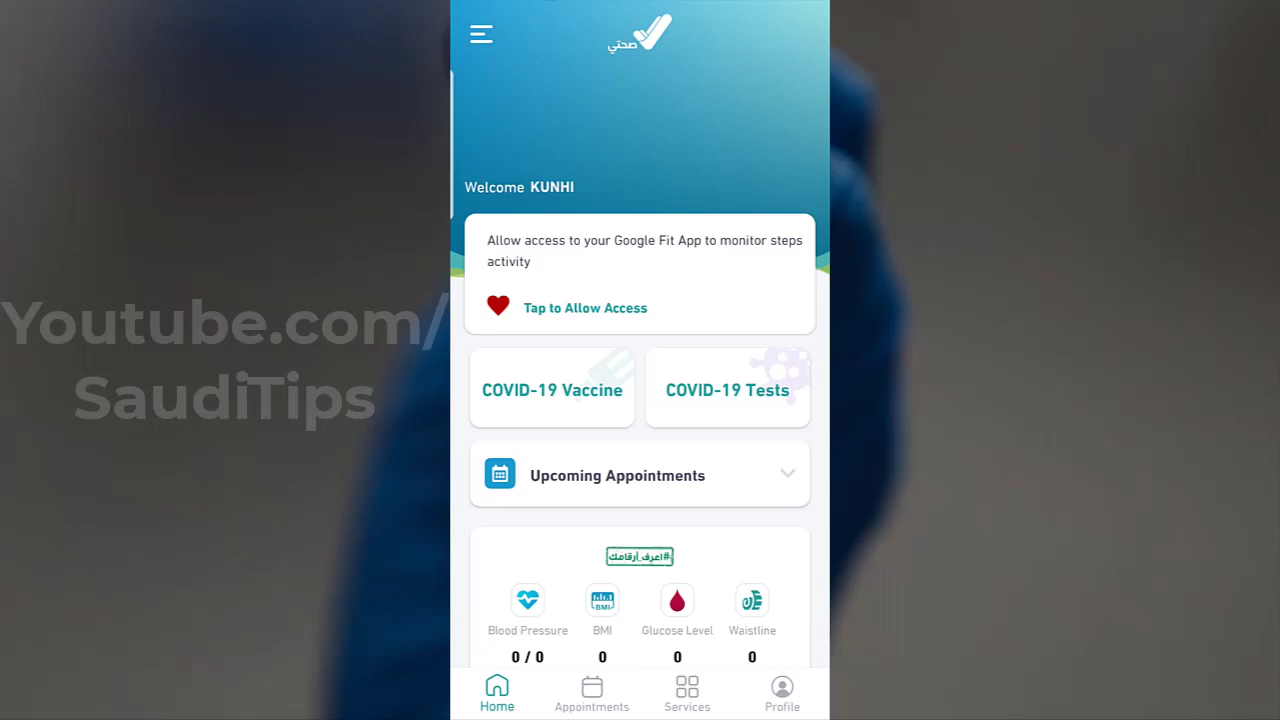 صحتي
Welcome KUNHI
Allow access to your Google Fit App to monitor steps
activity
Tap to Allow Access
Youtube.com/
SaudiTips
COVID-19 Vaccine
COVID-19 Tests
Upcoming Appointments
#اعرف_أرقامك
BMI
Blood Pressure
BMI
Glucose Level
Waistline
0 / 0
0
0
0
Home
Appointments
Services
Profile